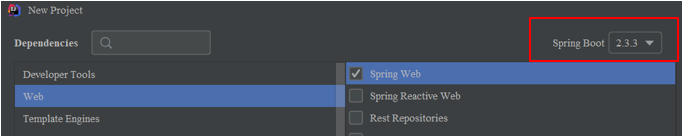 New Project
Dependencies
Spring Boot 2.3.3
Developer Tools
Spring Web
Web
Spring Reactive Web
Template Engines
Rest Repositories